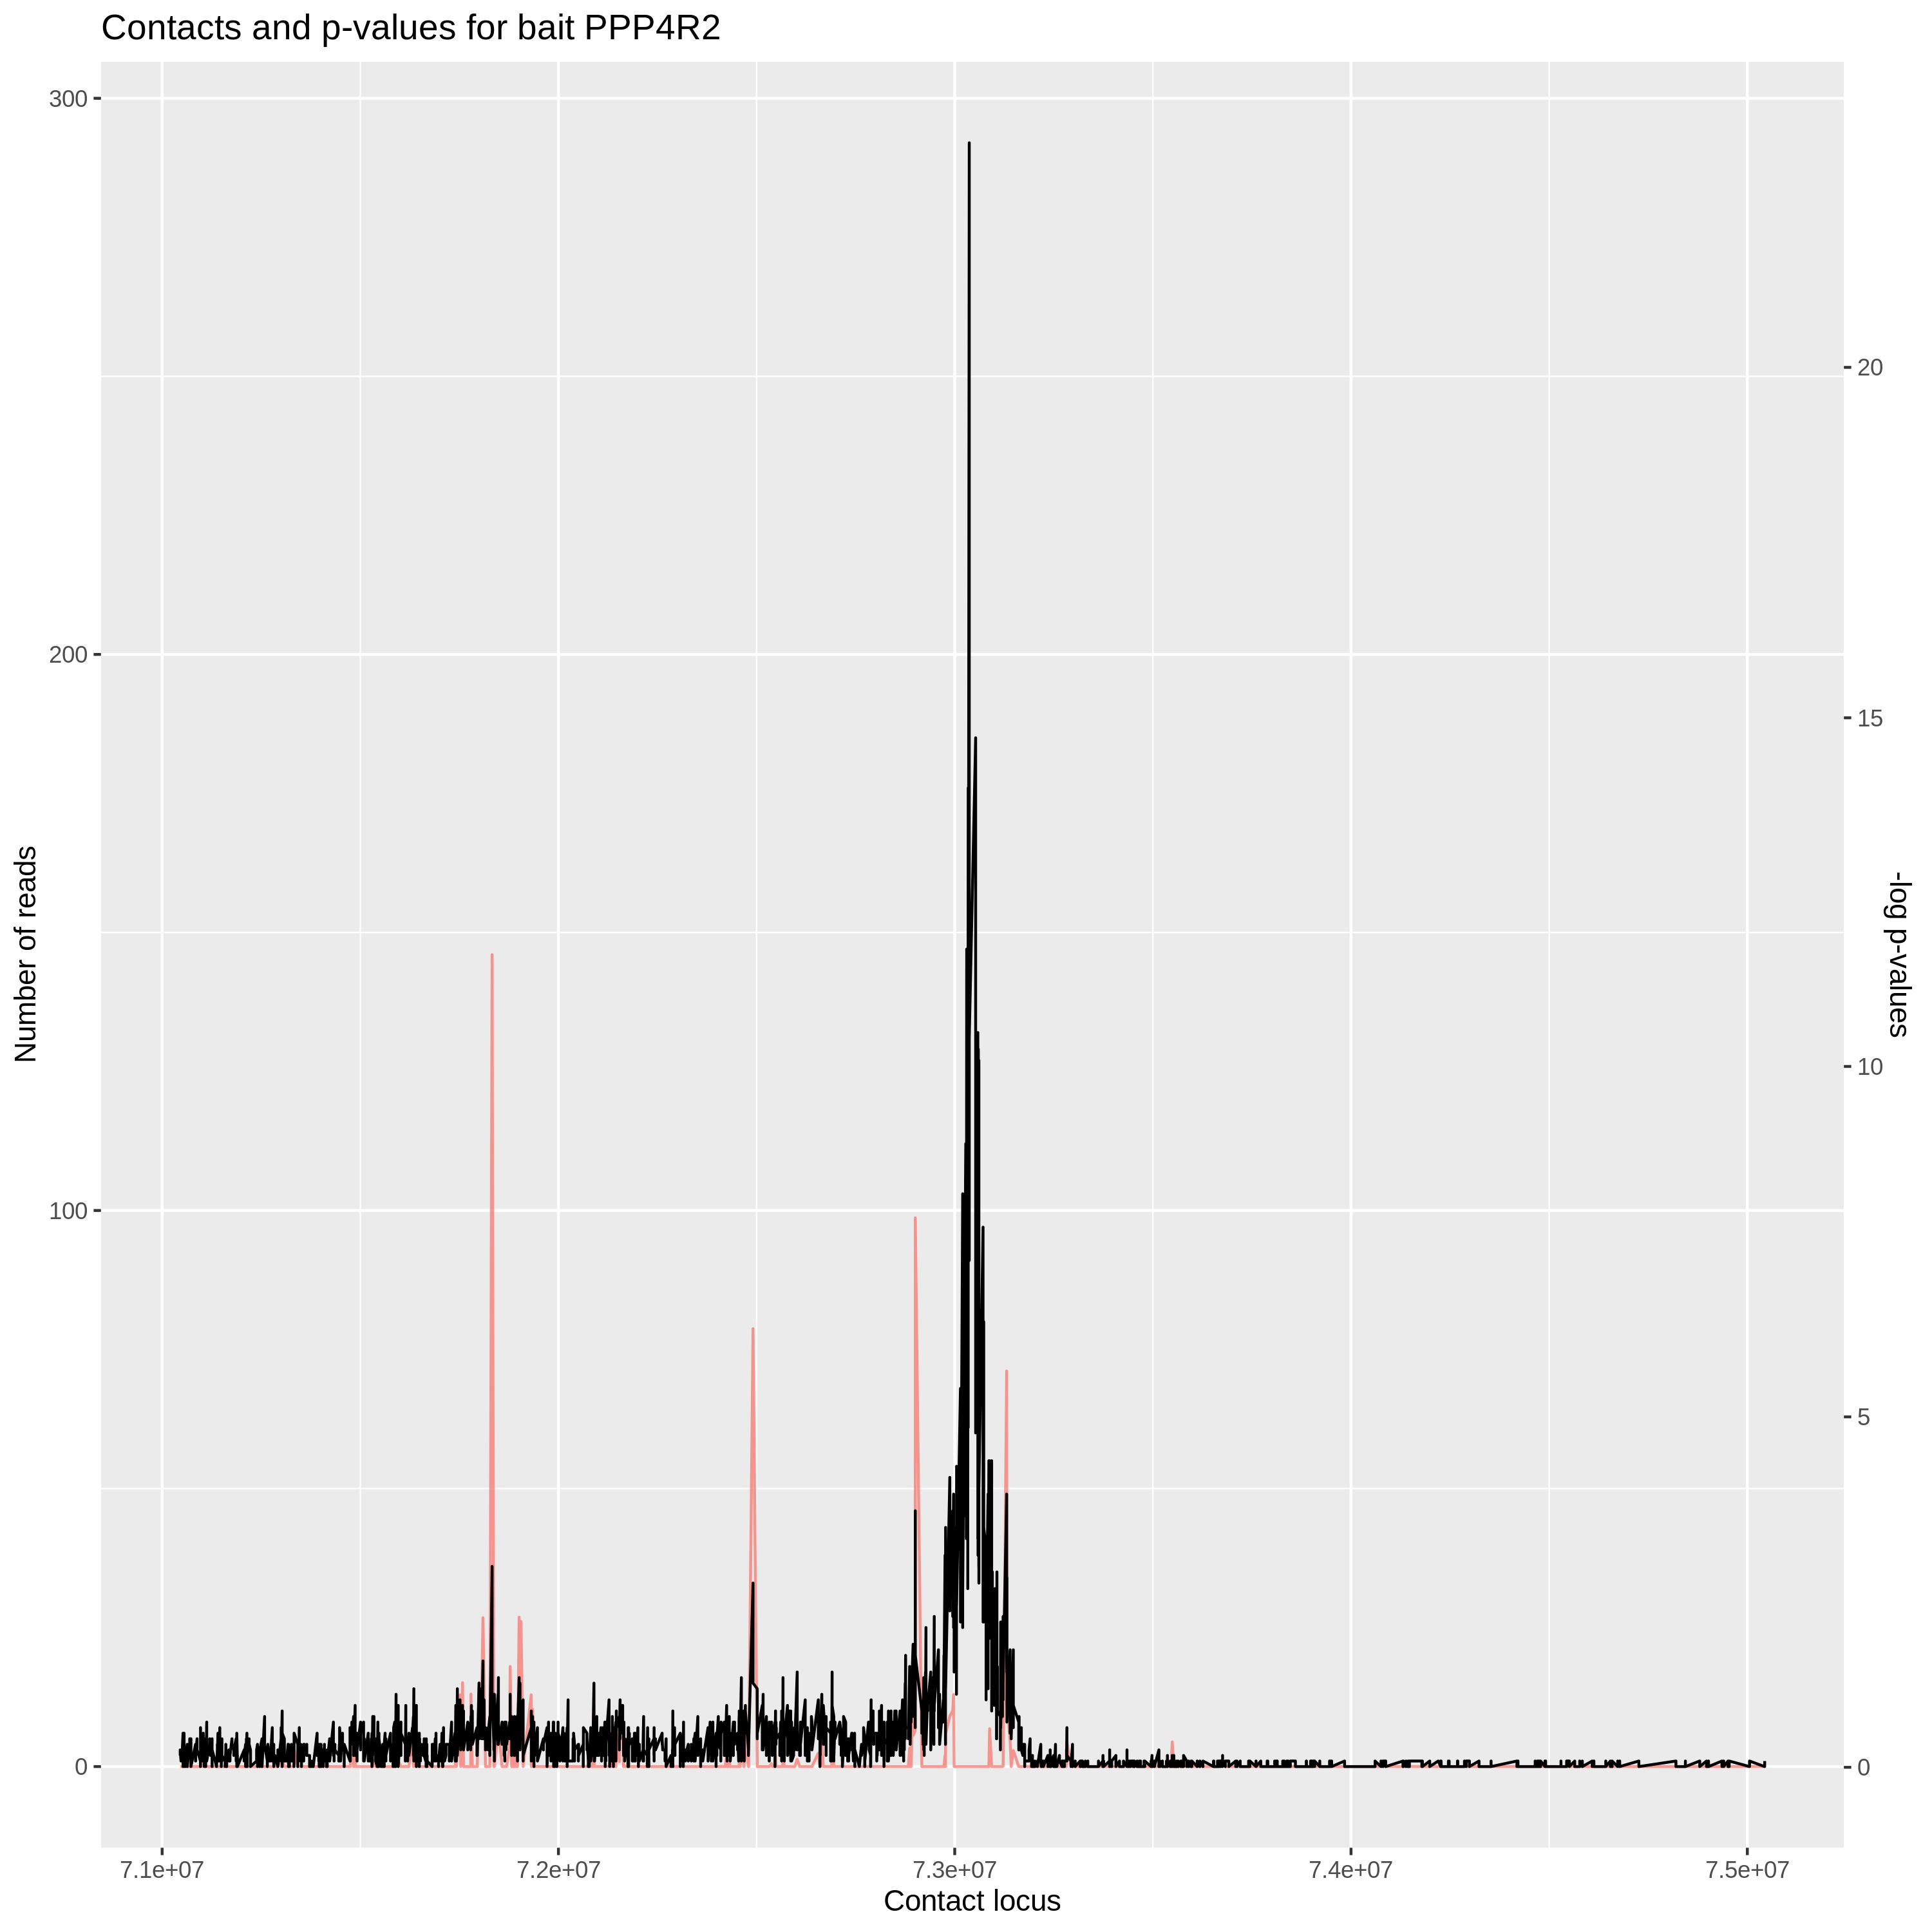 Contacts and p-values for bait PPP4R2
300
200
100
0
Number of reads
20
15
10
5
0
-log p-values
7.1e+07 7.2e+07 7.3e+07 7.4e+07 7.5e+07
Contact locus